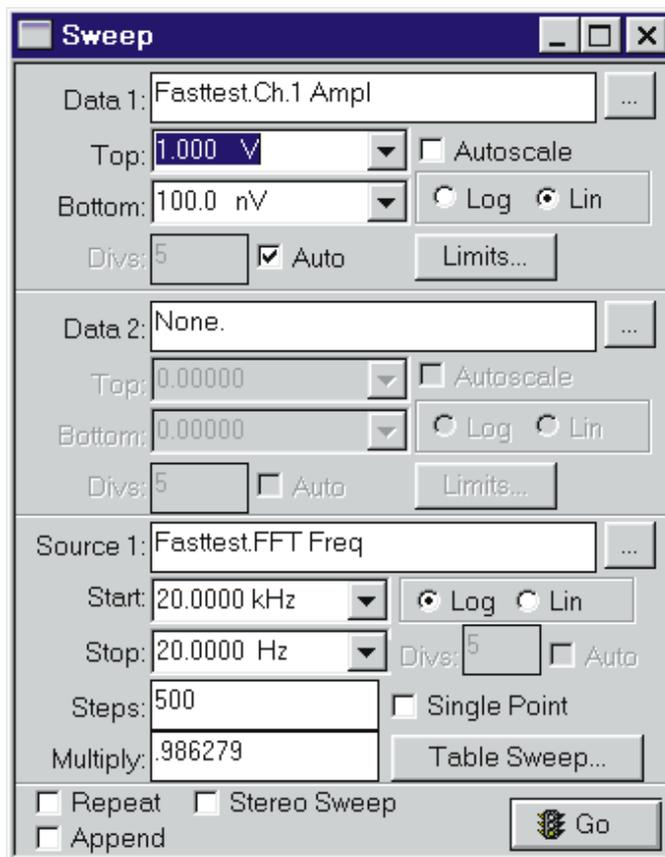 Sweep
Data 1: Fasttest.Ch.1 Ampl ...
Top: 1.000 V Autoscale
Bottom: 100.0 nV Log Lin
Divs: 5 Auto Limits...
Data 2: None. ...
Top: 0.00000 Autoscale
Bottom: 0.00000 Log Lin
Divs: 5 Auto Limits...
Source 1: Fasttest.FFT Freq ...
Start: 20.0000 kHz Log Lin
Stop: 20.0000 Hz Divs: 5 Auto
Steps: 500 Single Point
Multiply: .986279 Table Sweep...
Repeat Stereo Sweep
Append Go